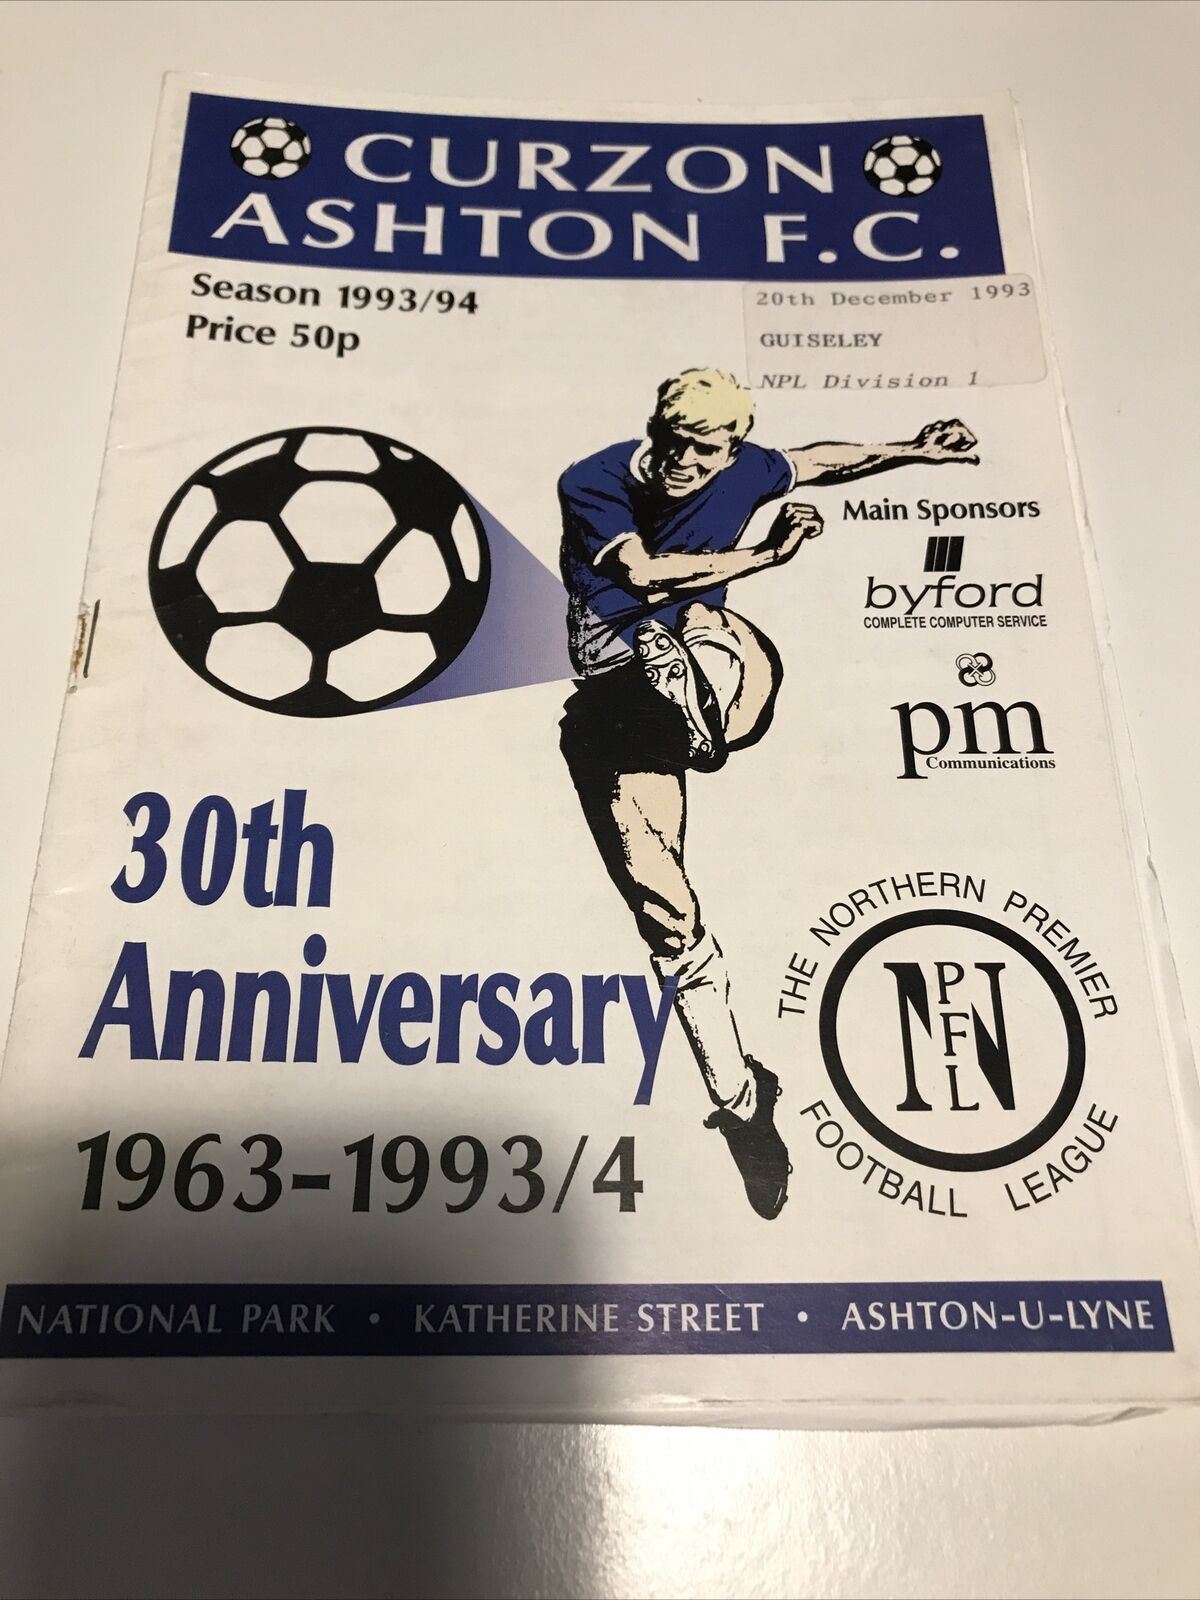 CURZON
ASHTON F.C.
Season 1993/94
Price 50p
20th December 1993
GUISELEY
NPL Division 1
Main Sponsors
byford
COMPLETE COMPUTER SERVICE
pm
Communications
30th
Anniversary
1963-1993/4
THE NORTHERN PREMIER
NPFL
FOOTBALL LEAGUE
NATIONAL PARK • KATHERINE STREET • ASHTON-U-LYNE